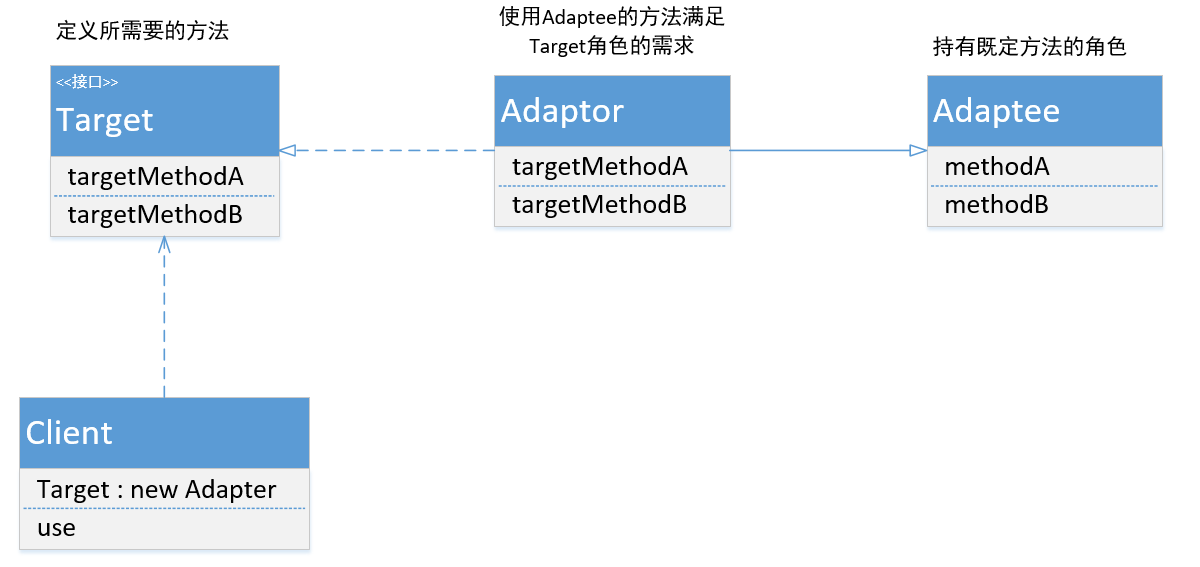 定义所需要的方法
<<接口>>
Target
targetMethodA
targetMethodB
使用Adaptee的方法满足
Target角色的需求
Adaptor
targetMethodA
targetMethodB
持有既定方法的角色
Adaptee
methodA
methodB
Client
Target : new Adapter
use